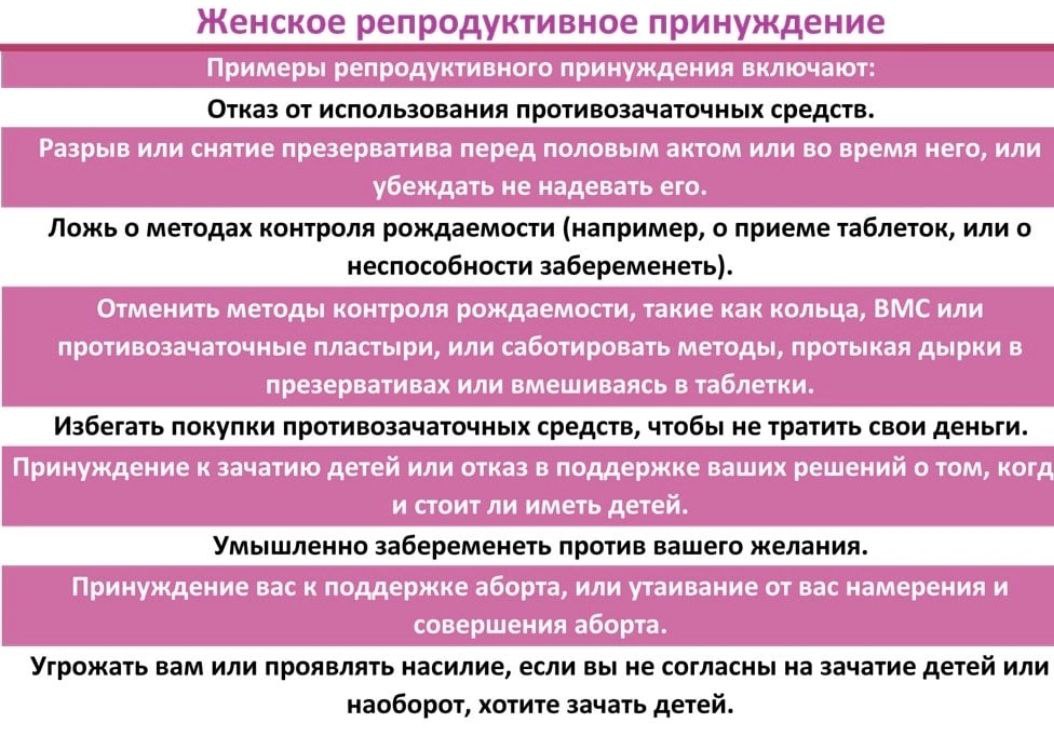 Женское репродуктивное принуждение
Примеры репродуктивного принуждения включают:
Отказ от использования противозачаточных средств.
Разрыв или снятие презерватива перед половым актом или во время него, или
убеждать не надевать его.
Ложь о методах контроля рождаемости (например, о приеме таблеток, или о
неспособности забеременеть).
Отменить методы контроля рождаемости, такие как кольца, ВМС или
противозачаточные пластыри, или саботировать методы, протыкая дырки в
презервативах или вмешиваясь в таблетки.
Избегать покупки противозачаточных средств, чтобы не тратить свои деньги.
Принуждение к зачатию детей или отказ в поддержке ваших решений о том, когд
и стоит ли иметь детей.
Умышленно забеременеть против вашего желания.
Принуждение вас к поддержке аборта, или утаивание от вас намерения и
совершения аборта.
Угрожать вам или проявлять насилие, если вы не согласны на зачатие детей или
наоборот, хотите зачать детей.